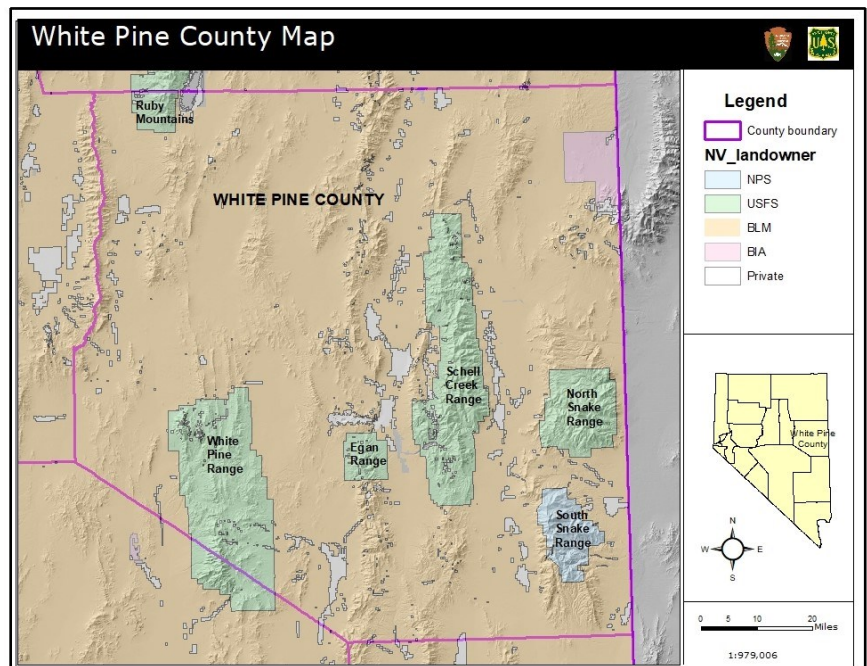 White Pine County Map
Ruby
Mountains
WHITE PINE COUNTY
Schell
Creek
Range
North
Snake
Range
White
Pine
Range
Egan
Range
South
Snake
Range
Legend
County boundary
NV_landowner
NPS
USFS
BLM
BIA
Private
White Pine
County
N
W
E
S
0 5 10 20
Miles
1:979,006